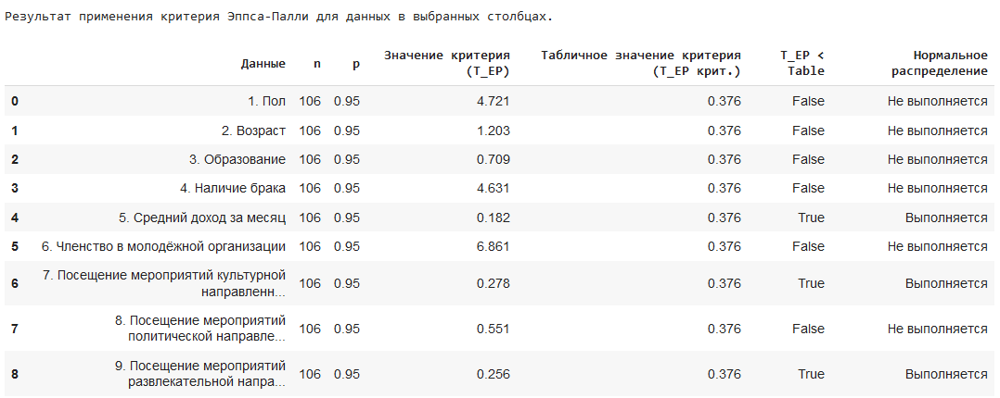 Результат применения критерия Эппса-Палли для данных в выбранных столбцах.
Данные n p Значение критерия (T_EP) Табличное значение критерия (T_EP крит.) T_EP < Table Нормальное распределение
0 1. Пол 106 0.95 4.721 0.376 False Не выполняется
1 2. Возраст 106 0.95 1.203 0.376 False Не выполняется
2 3. Образование 106 0.95 0.709 0.376 False Не выполняется
3 4. Наличие брака 106 0.95 4.631 0.376 False Не выполняется
4 5. Средний доход за месяц 106 0.95 0.182 0.376 True Выполняется
5 6. Членство в молодёжной организации 106 0.95 6.861 0.376 False Не выполняется
6 7. Посещение мероприятий культурной направленн... 106 0.95 0.278 0.376 True Выполняется
7 8. Посещение мероприятий политической направле... 106 0.95 0.551 0.376 False Не выполняется
8 9. Посещение мероприятий развлекательной напра... 106 0.95 0.256 0.376 True Выполняется